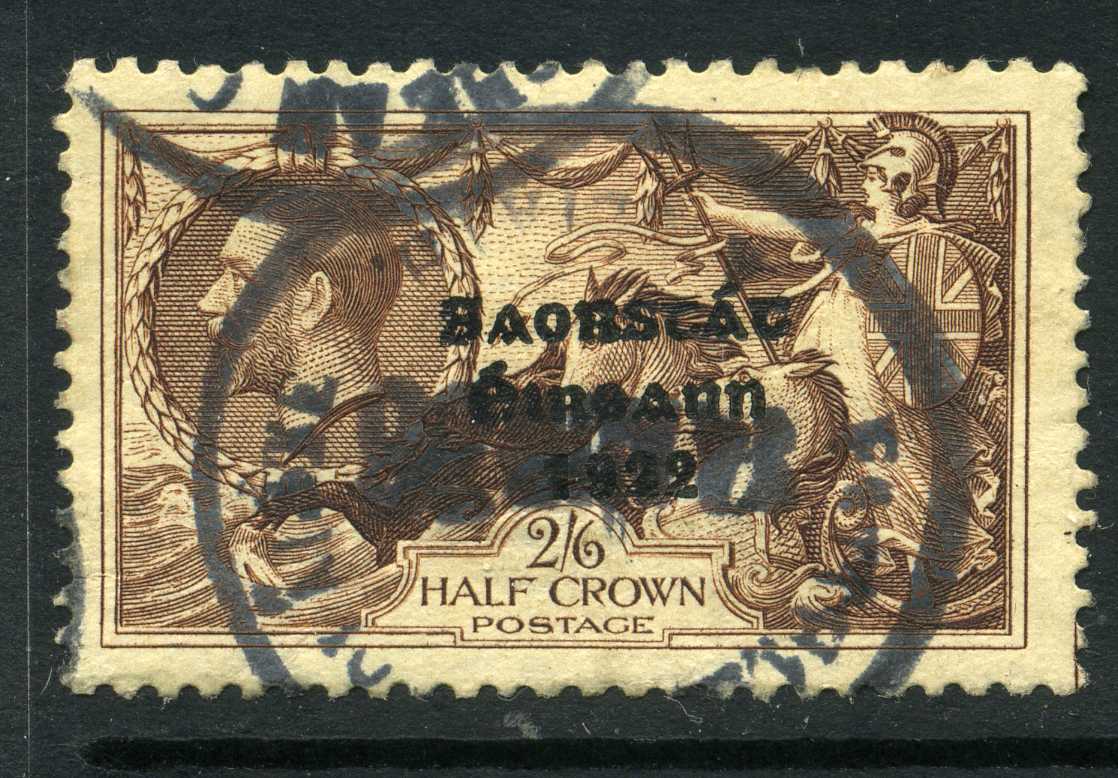 Saorstát
Éireann
1922
2/6
HALF CROWN
POSTAGE